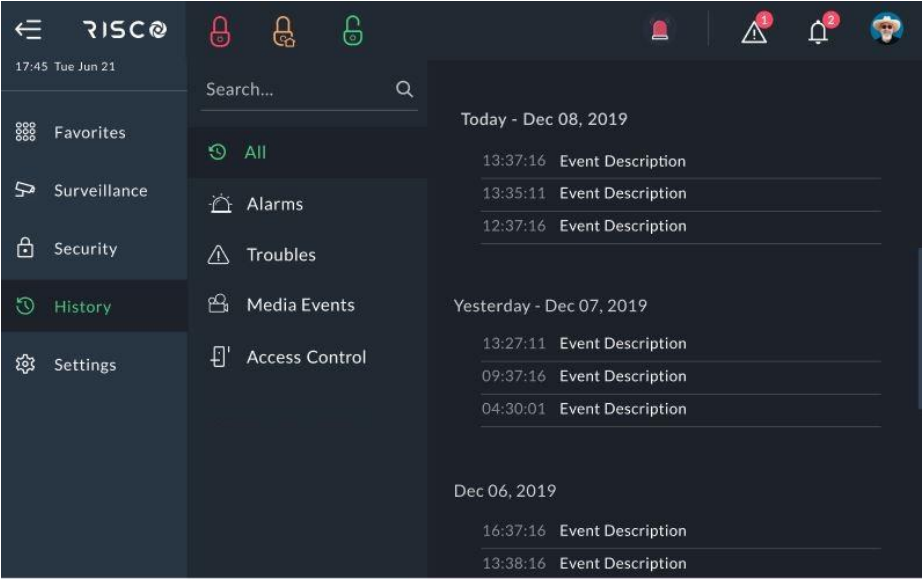 RISCO
1
2
17:45 Tue Jun 21
Favorites
Surveillance
Security
History
Settings
Search...
All
Alarms
Troubles
Media Events
Access Control
Today - Dec 08, 2019
13:37:16 Event Description
13:35:11 Event Description
12:37:16 Event Description
Yesterday - Dec 07, 2019
13:27:11 Event Description
09:37:16 Event Description
04:30:01 Event Description
Dec 06, 2019
16:37:16 Event Description
13:38:16 Event Description